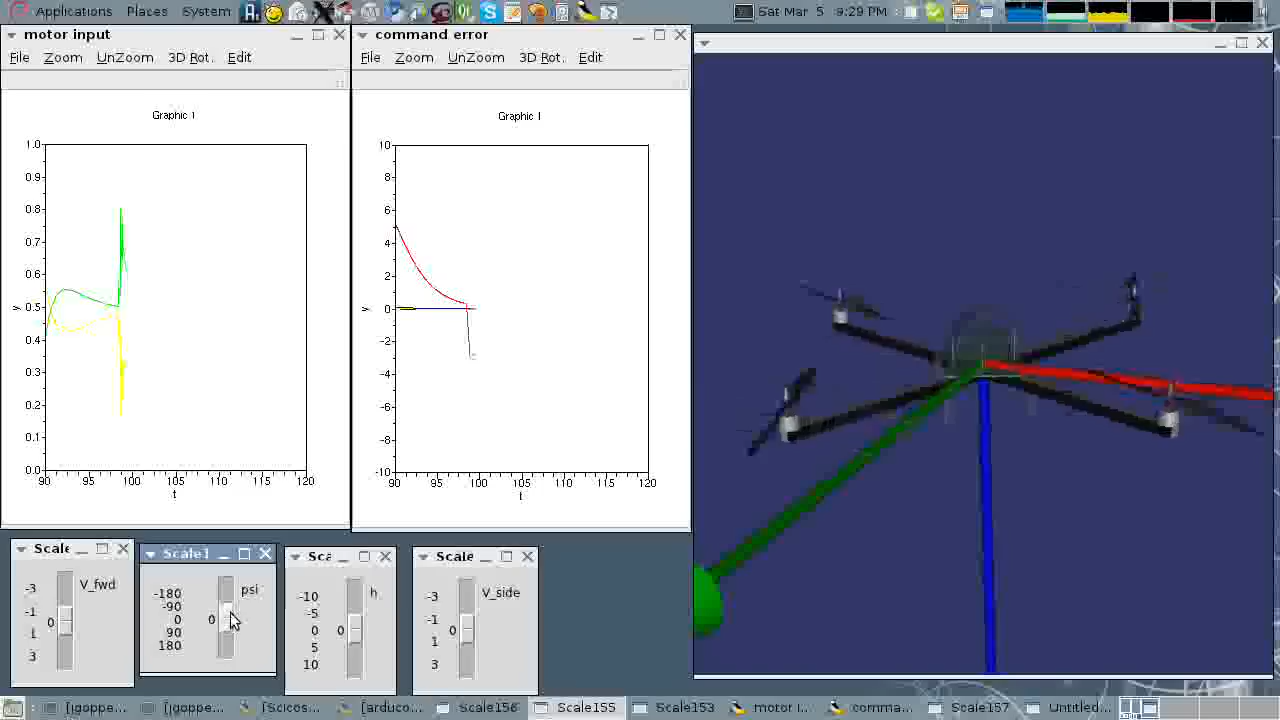 Applications Places System
Sat Mar 5 9:29 PM
motor input
File Zoom UnZoom 3D Rot. Edit
Graphic 1
1.0
0.9
0.8
0.7
0.6
0.5
0.4
0.3
0.2
0.1
0.0
y
90 95 100 105 110 115 120
t
command err
File Zoom UnZoom 3D Rot. Edit
Graphic 1
10
8
6
4
2
0
-2
-4
-6
-8
-10
y
90 95 100 105 110 115 120
t
Scale
V_fwd
-3
-1
0
1
3
Scale1
psi
-180
-90
0 0
90
180
Sca
h
-10
-5
0 0
5
10
Scale
V_side
-3
-1
0
1
3
[jgoppe... [jgoppe... [Scicos... [arduco... Scale156 Scale155 Scale153 motor i... comma... Scale157 Untitled...